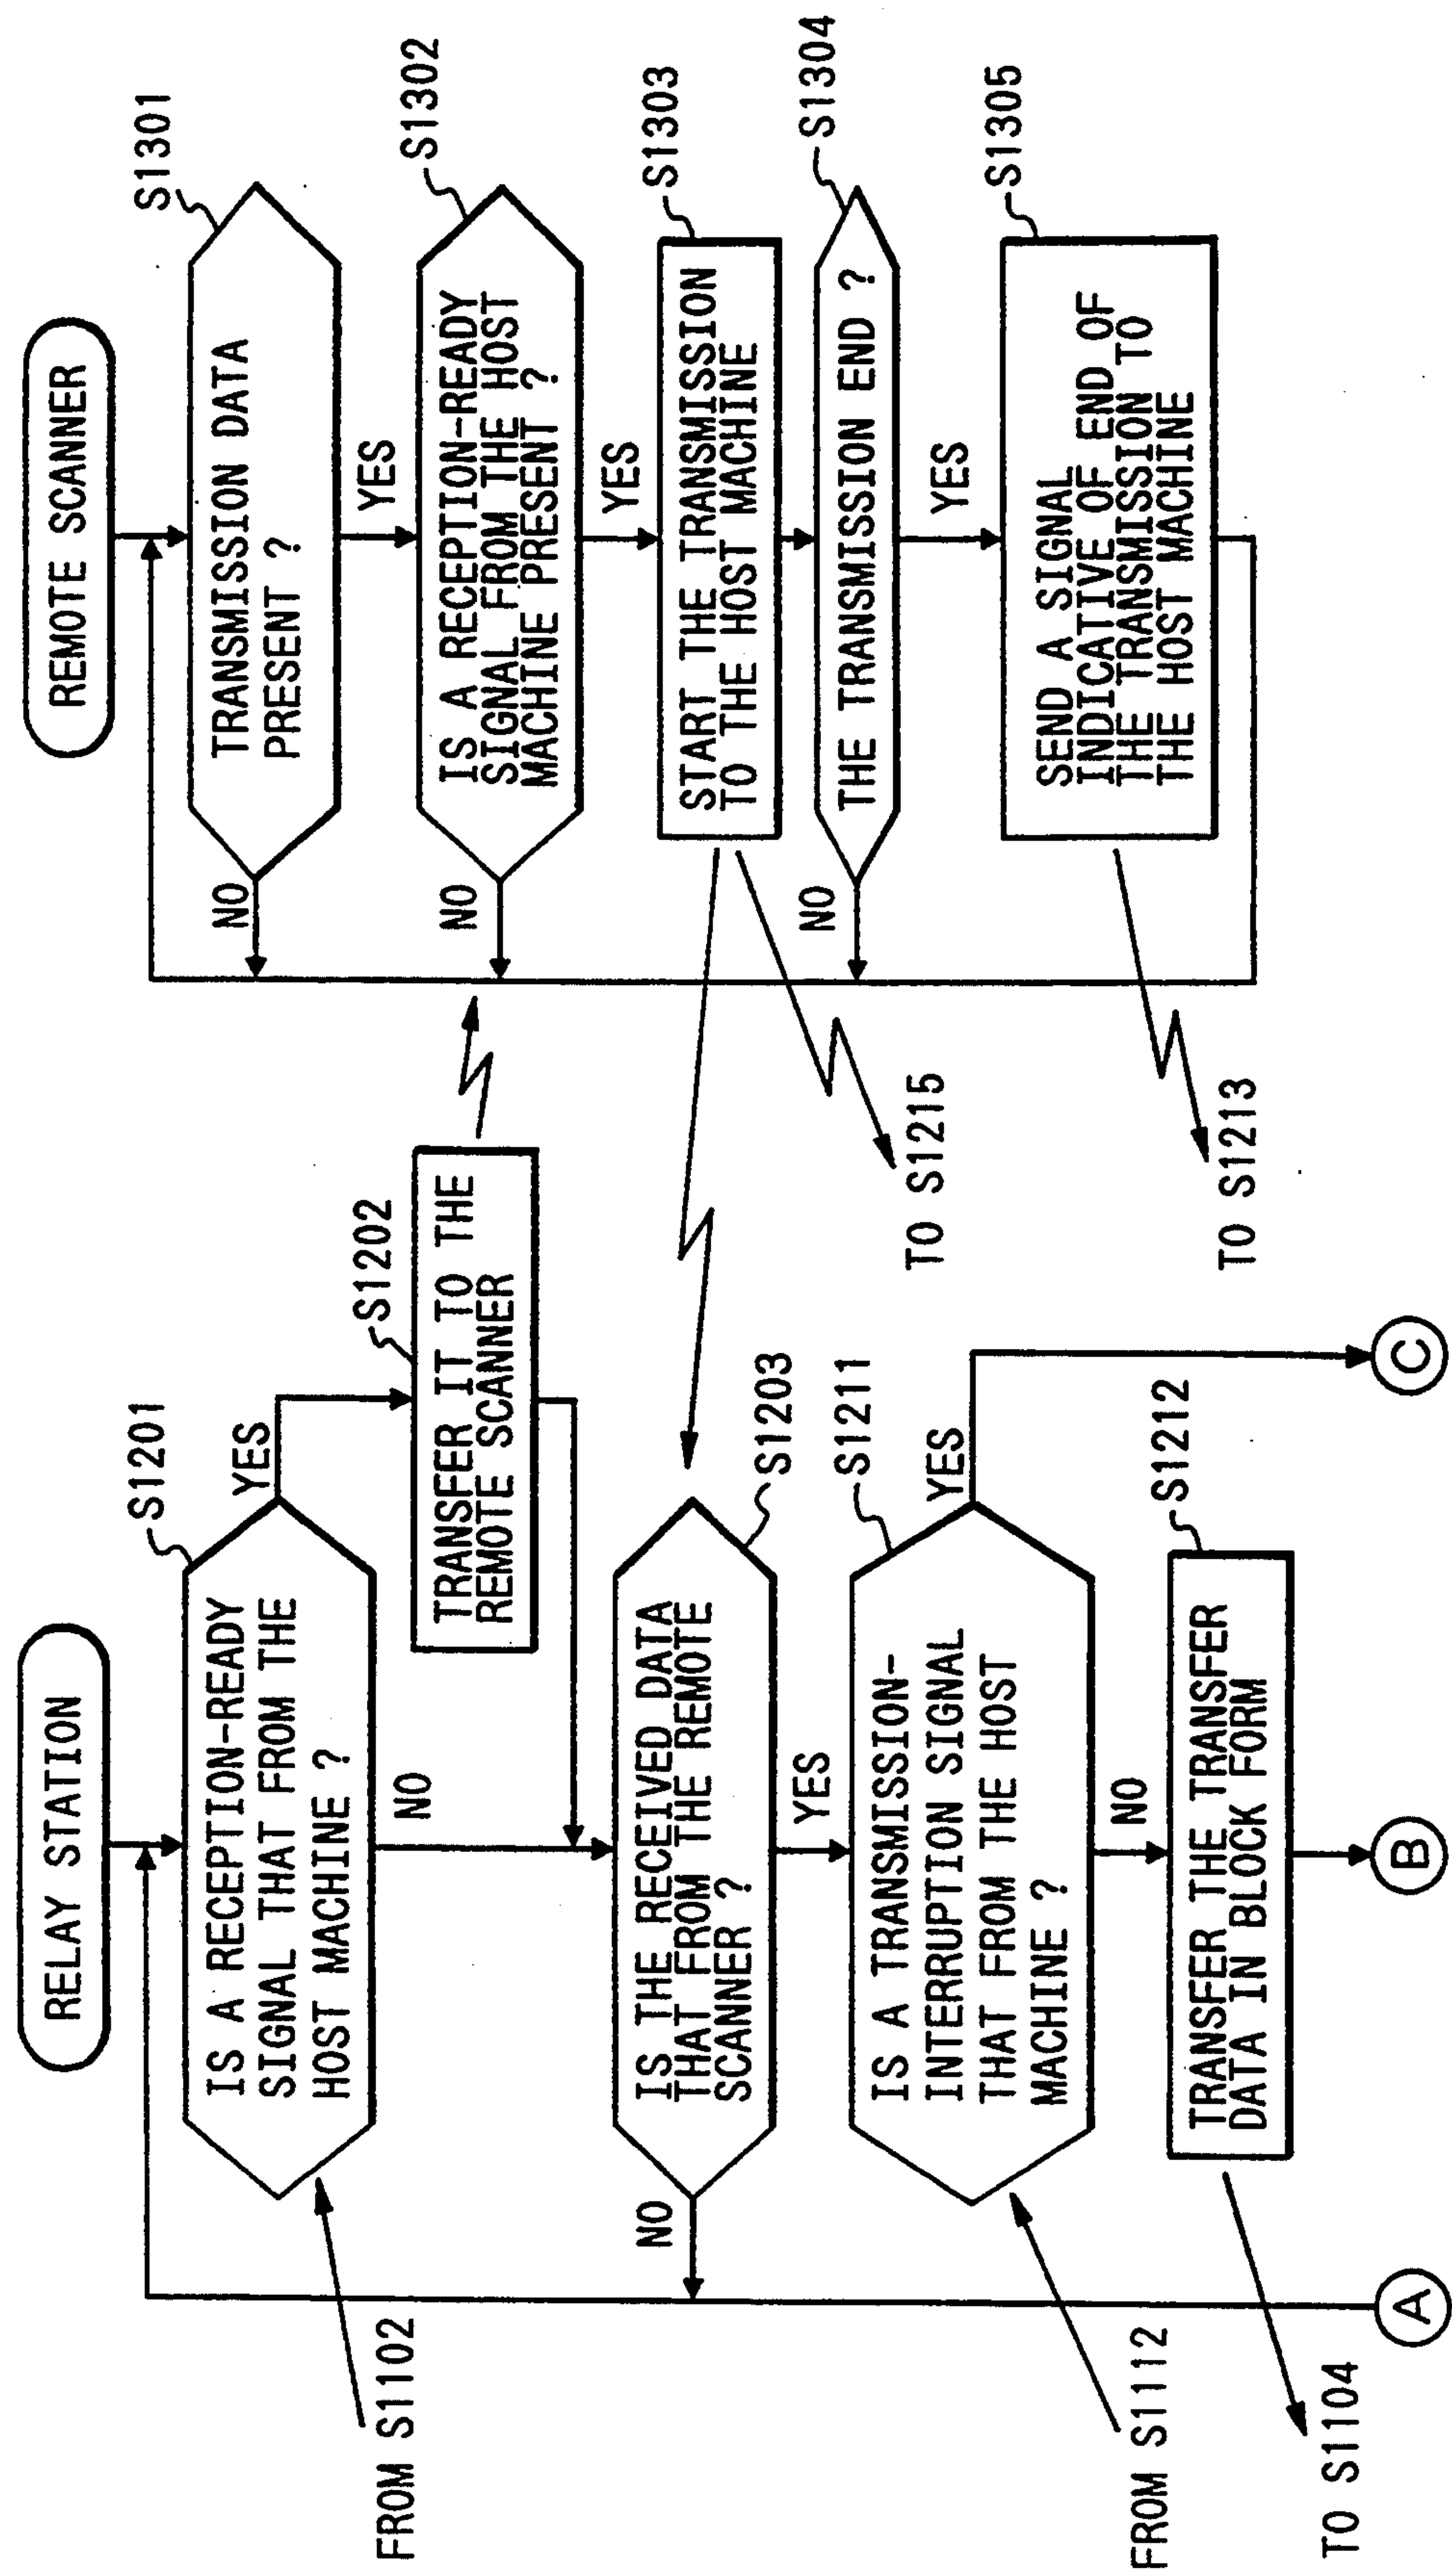 RELAY STATION
S1201
IS A RECEPTION-READY
SIGNAL THAT FROM THE
HOST MACHINE ?
YES
NO
FROM S1102
S1202
TRANSFER IT TO THE
REMOTE SCANNER
S1203
IS THE RECEIVED DATA
THAT FROM THE REMOTE
SCANNER ?
NO
YES
S1211
IS A TRANSMISSION-
INTERRUPTION SIGNAL
THAT FROM THE HOST
MACHINE ?
YES
NO
FROM S1112
S1212
TRANSFER THE TRANSFER
DATA IN BLOCK FORM
TO S1104
A
B
C
REMOTE SCANNER
S1301
TRANSMISSION DATA
PRESENT ?
NO
YES
S1302
IS A RECEPTION-READY
SIGNAL FROM THE HOST
MACHINE PRESENT ?
NO
YES
S1303
START THE TRANSMISSION
TO THE HOST MACHINE
TO S1215
S1304
THE TRANSMISSION END ?
NO
YES
S1305
SEND A SIGNAL
INDICATIVE OF END OF
THE TRANSMISSION TO
THE HOST MACHINE
TO S1213